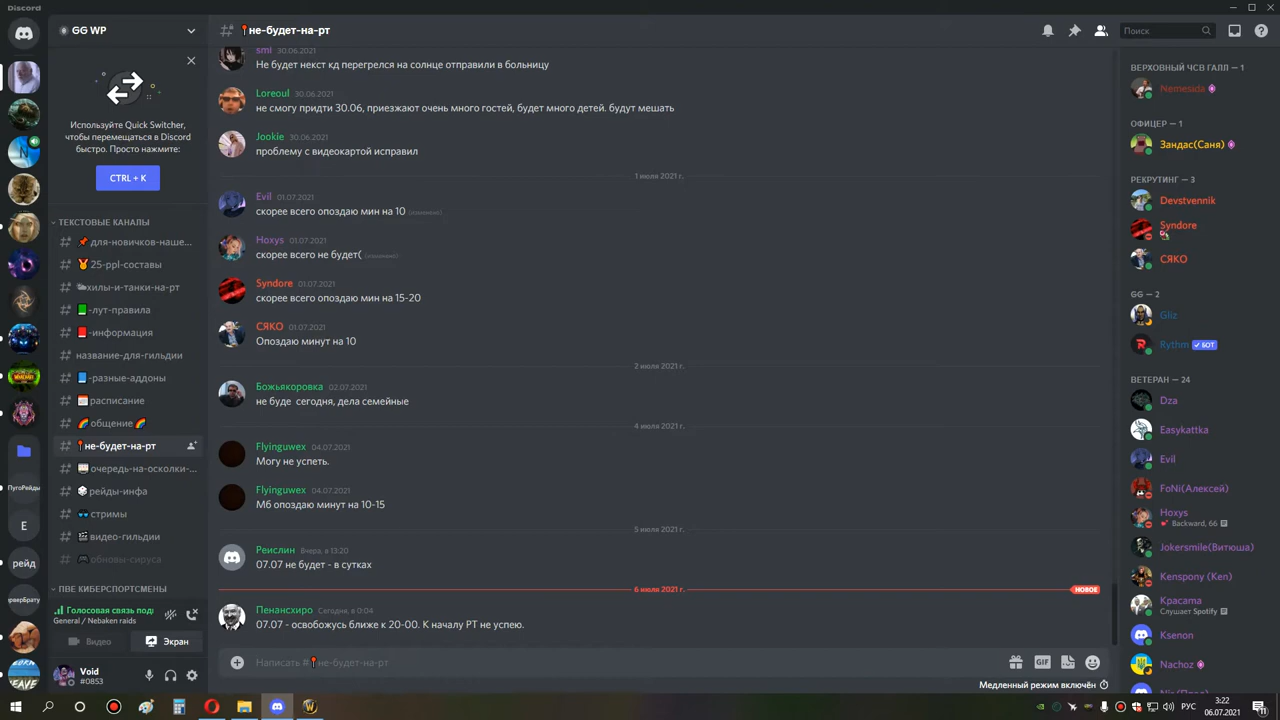 Discord
GG WP
Используйте Quick Switcher,
чтобы перемещаться в Discord
быстро. Просто нажмите:
CTRL + K
ТЕКСТОВЫЕ КАНАЛЫ
для-новичков-наше...
25-ppl-составы
хилы-и-танки-на-рт
-лут-правила
-информация
название-для-гильдии
-разные-аддоны
расписание
общение
не-будет-на-рт
очередь-на-осколки-...
рейды-инфа
стримы
видео-гильдии
обновы-сируса
ПВЕ КИБЕРСПОРТСМЕНЫ
Голосовая связь подк
General / Nebaken raids
Видео
Экран
Void
#0853
ПугоРейды
Е
рейд
ерверБрату
не-будет-на-рт
Поиск
smi 30.06.2021
Не будет некст кд перегрелся на солнце отправили в больницу
Loreoul 30.06.2021
не смогу придти 30.06, приезжают очень много гостей, будет много детей. будут мешать
Jookie 30.06.2021
проблему с видеокартой исправил
1 июля 2021 г.
Evil 01.07.2021
скорее всего опоздаю мин на 10 (изменено)
Hoxys 01.07.2021
скорее всего не будет( (изменено)
Syndore 01.07.2021
скорее всего опоздаю мин на 15-20
СЯКО 01.07.2021
Опоздаю минут на 10
2 июля 2021 г.
Божьякоровка 02.07.2021
не буде сегодня, дела семейные
4 июля 2021 г.
Flyinguwex 04.07.2021
Могу не успеть.
Flyinguwex 04.07.2021
Мб опоздаю минут на 10-15
5 июля 2021 г.
Реислин Вчера, в 13:20
07.07 не будет - в сутках
6 июля 2021 г.
НОВОЕ
Пенансхиро Сегодня, в 0:04
07.07 - освобожусь ближе к 20-00. К началу РТ не успею.
Написать #не-будет-на-рт
GIF
Медленный режим включён
ВЕРХОВНЫЙ ЧСВ ГАЛЛ — 1
Nemesida
ОФИЦЕР — 1
Зандас(Саня)
РЕКРУТИНГ — 3
Devstvennik
Syndore
СЯКО
GG — 2
Gliz
Rythm БОТ
ВЕТЕРАН — 24
Dza
Easykattka
Evil
FoNi(Алексей)
Hoxys
Backward, 66
Jokersmile(Витюша)
Kenspony (Ken)
Kpacama
Слушает Spotify
Ksenon
Nachoz
РУС
3:22
06.07.2021